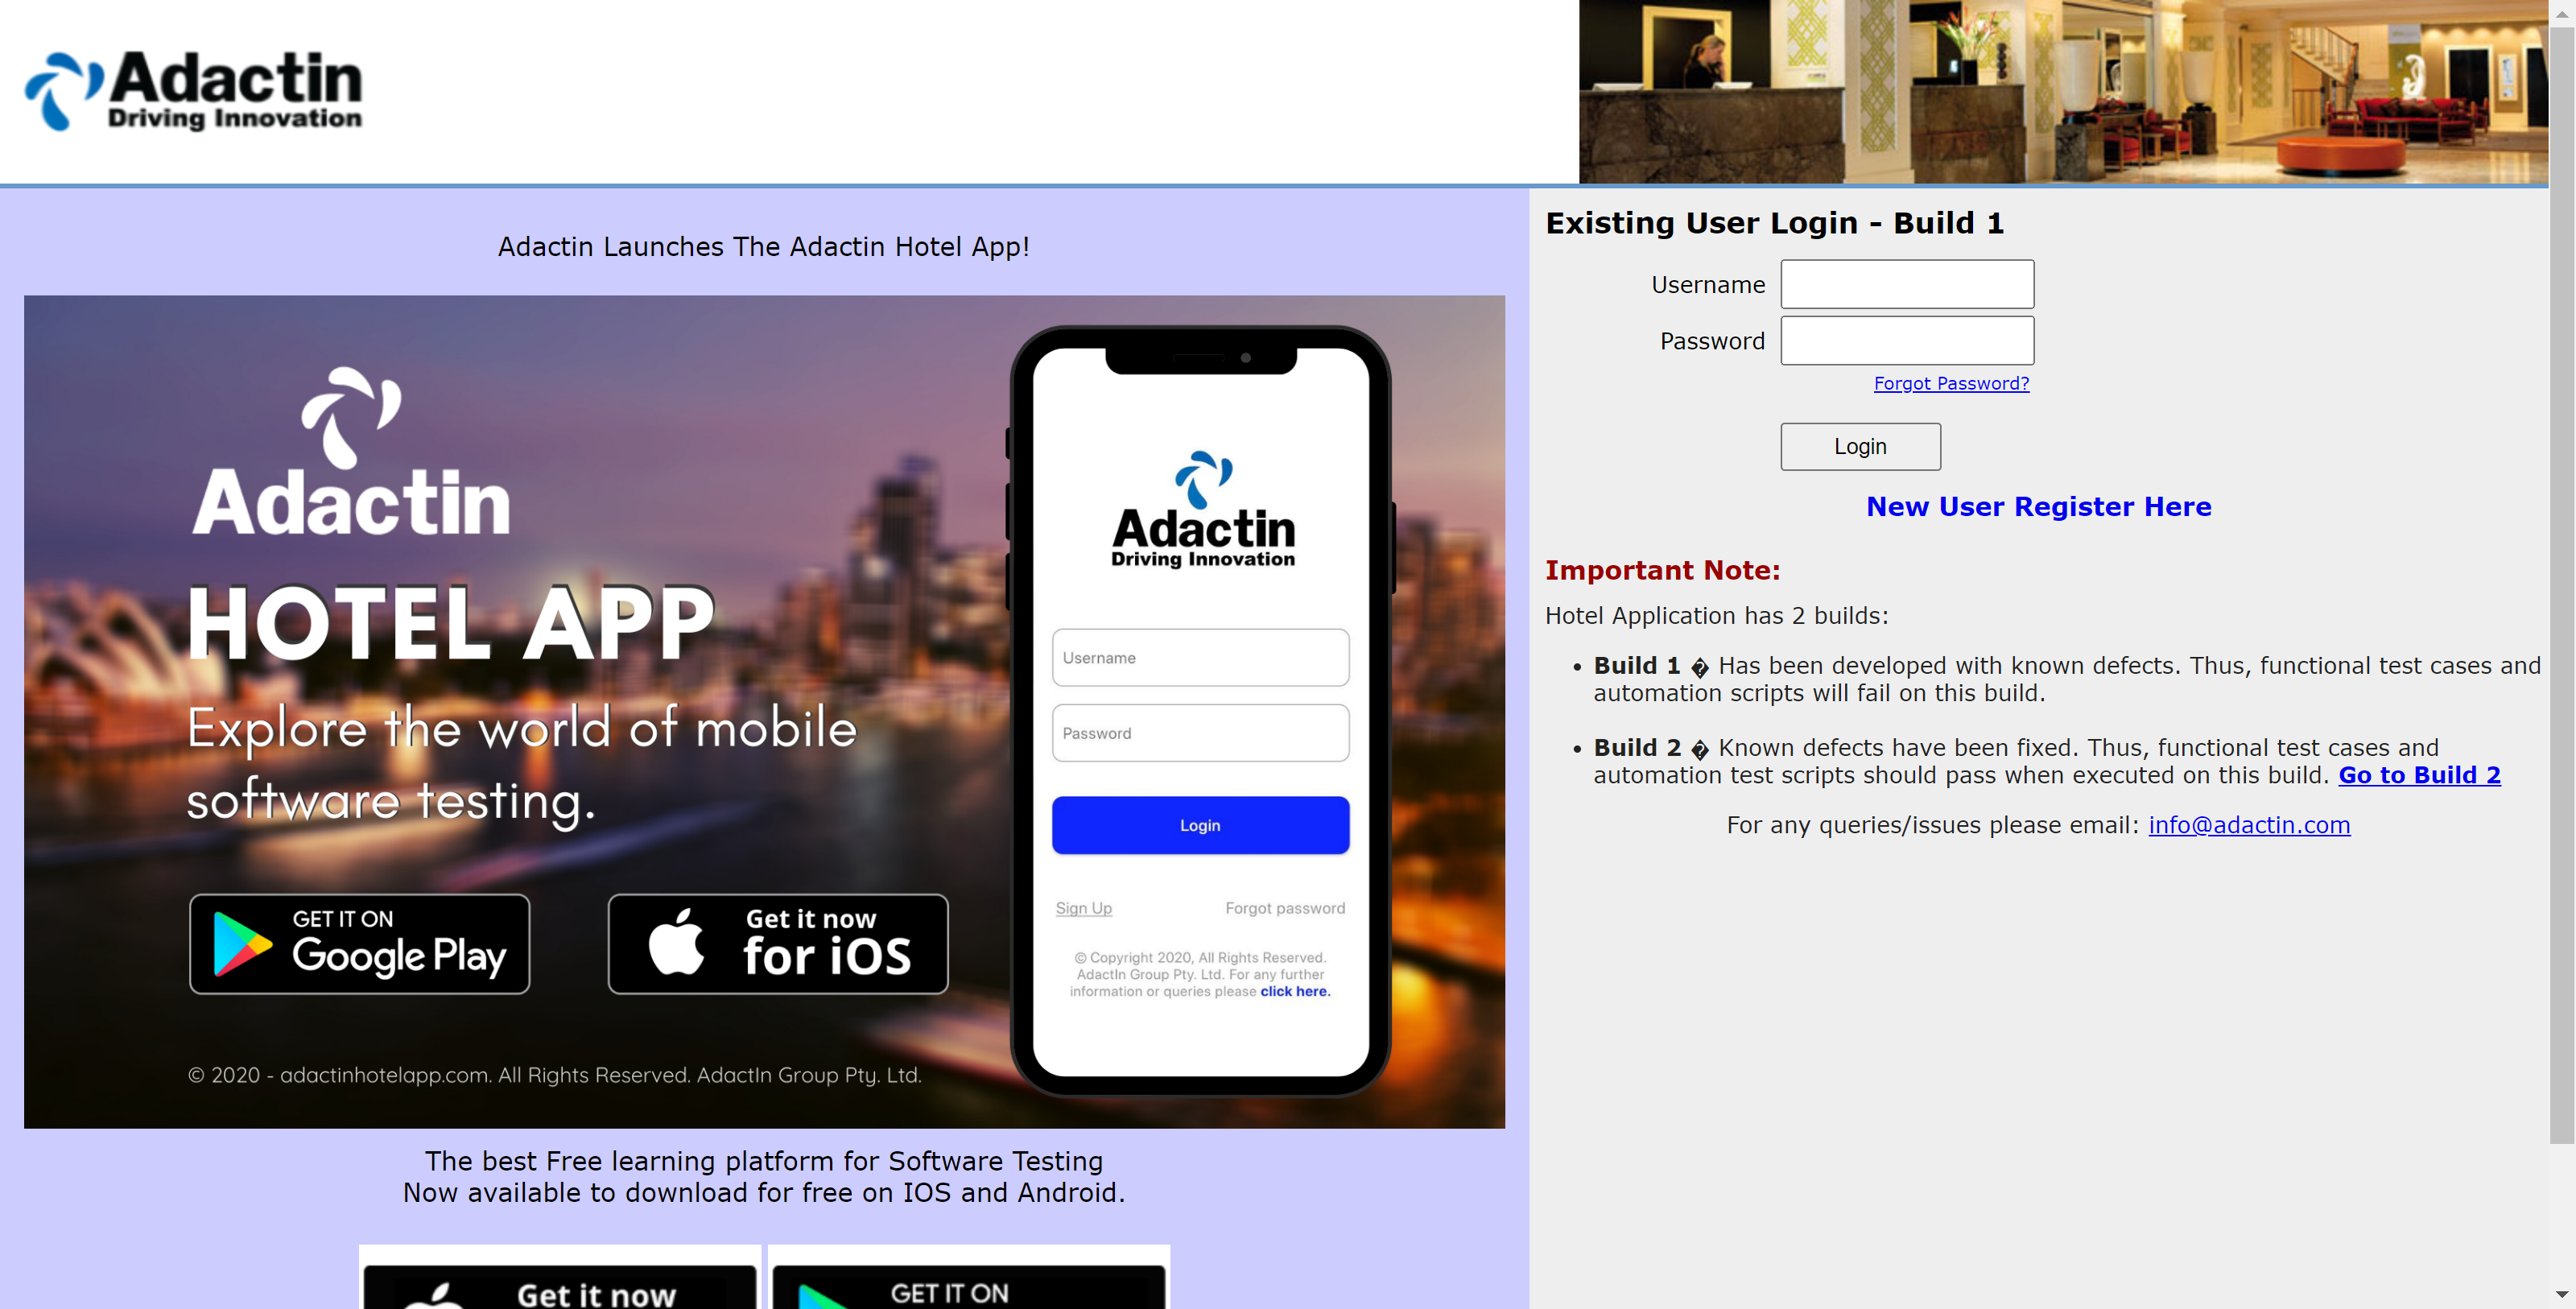 Adactin
Driving Innovation
Adactin Launches The Adactin Hotel App!
Adactin
HOTEL APP
Explore the world of mobile
software testing.
GET IT ON
Google Play
Get it now
for iOS
© 2020 - adactinhotelapp.com. All Rights Reserved. AdactIn Group Pty. Ltd.
Adactin
Driving Innovation
Username
Password
Login
Sign Up
Forgot password
© Copyright 2020, All Rights Reserved.
AdactIn Group Pty. Ltd. For any further
information or queries please click here.
The best Free learning platform for Software Testing
Now available to download for free on IOS and Android.
Get it now
GET IT ON
Existing User Login - Build 1
Username
Password
Forgot Password?
Login
New User Register Here
Important Note:
Hotel Application has 2 builds:
• Build 1 � Has been developed with known defects. Thus, functional test cases and
automation scripts will fail on this build.
• Build 2 � Known defects have been fixed. Thus, functional test cases and
automation test scripts should pass when executed on this build. Go to Build 2
For any queries/issues please email: info@adactin.com